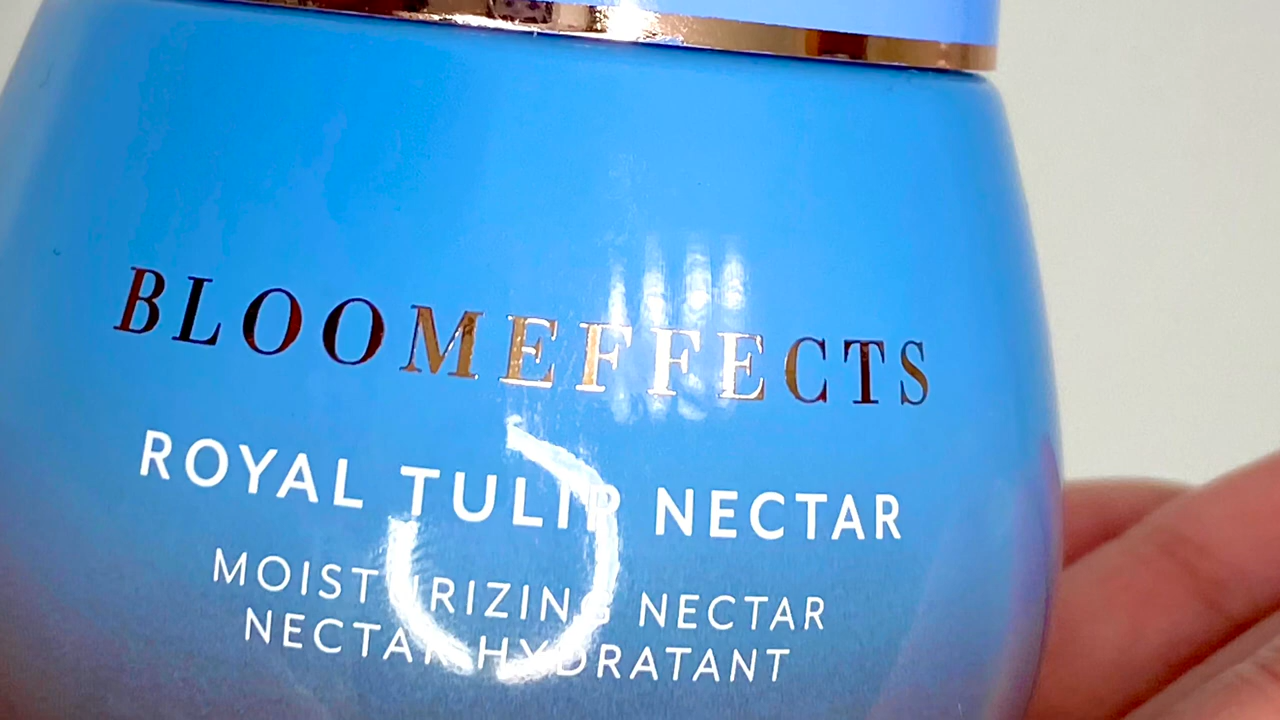 BLOOMEFFECTS
ROYAL TULIP NECTAR
MOISTURIZING NECTAR
NECTAR HYDRATANT